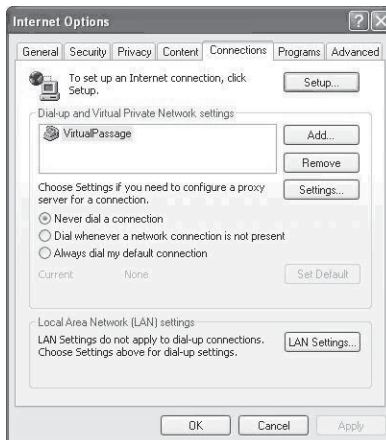 Internet Options
General Security Privacy Content Connections Programs Advanced
To set up an Internet connection, click
Setup.
Setup...
Dial-up and Virtual Private Network settings
VirtualPassage
Add...
Remove
Choose Settings if you need to configure a proxy
server for a connection.
Settings...
Never dial a connection
Dial whenever a network connection is not present
Always dial my default connection
Current None Set Default
Local Area Network (LAN) settings
LAN Settings do not apply to dial-up connections.
Choose Settings above for dial-up settings.
LAN Settings...
OK Cancel Apply